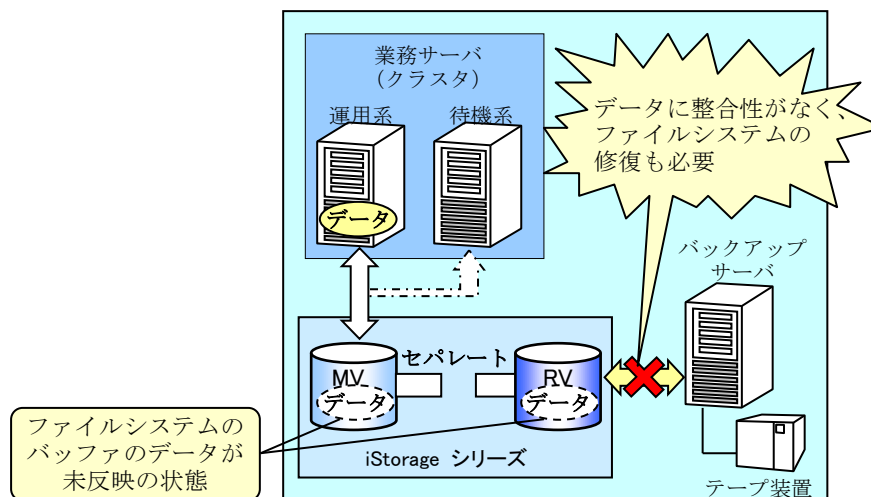 業務サーバ
(クラスタ)
運用系
待機系
データ
データに整合性がなく、
ファイルシステムの
修復も必要
バックアップ
サーバ
セパレート
MV
データ
RV
データ
ファイルシステムの
バッファのデータが
未反映の状態
iStorage シリーズ
テープ装置